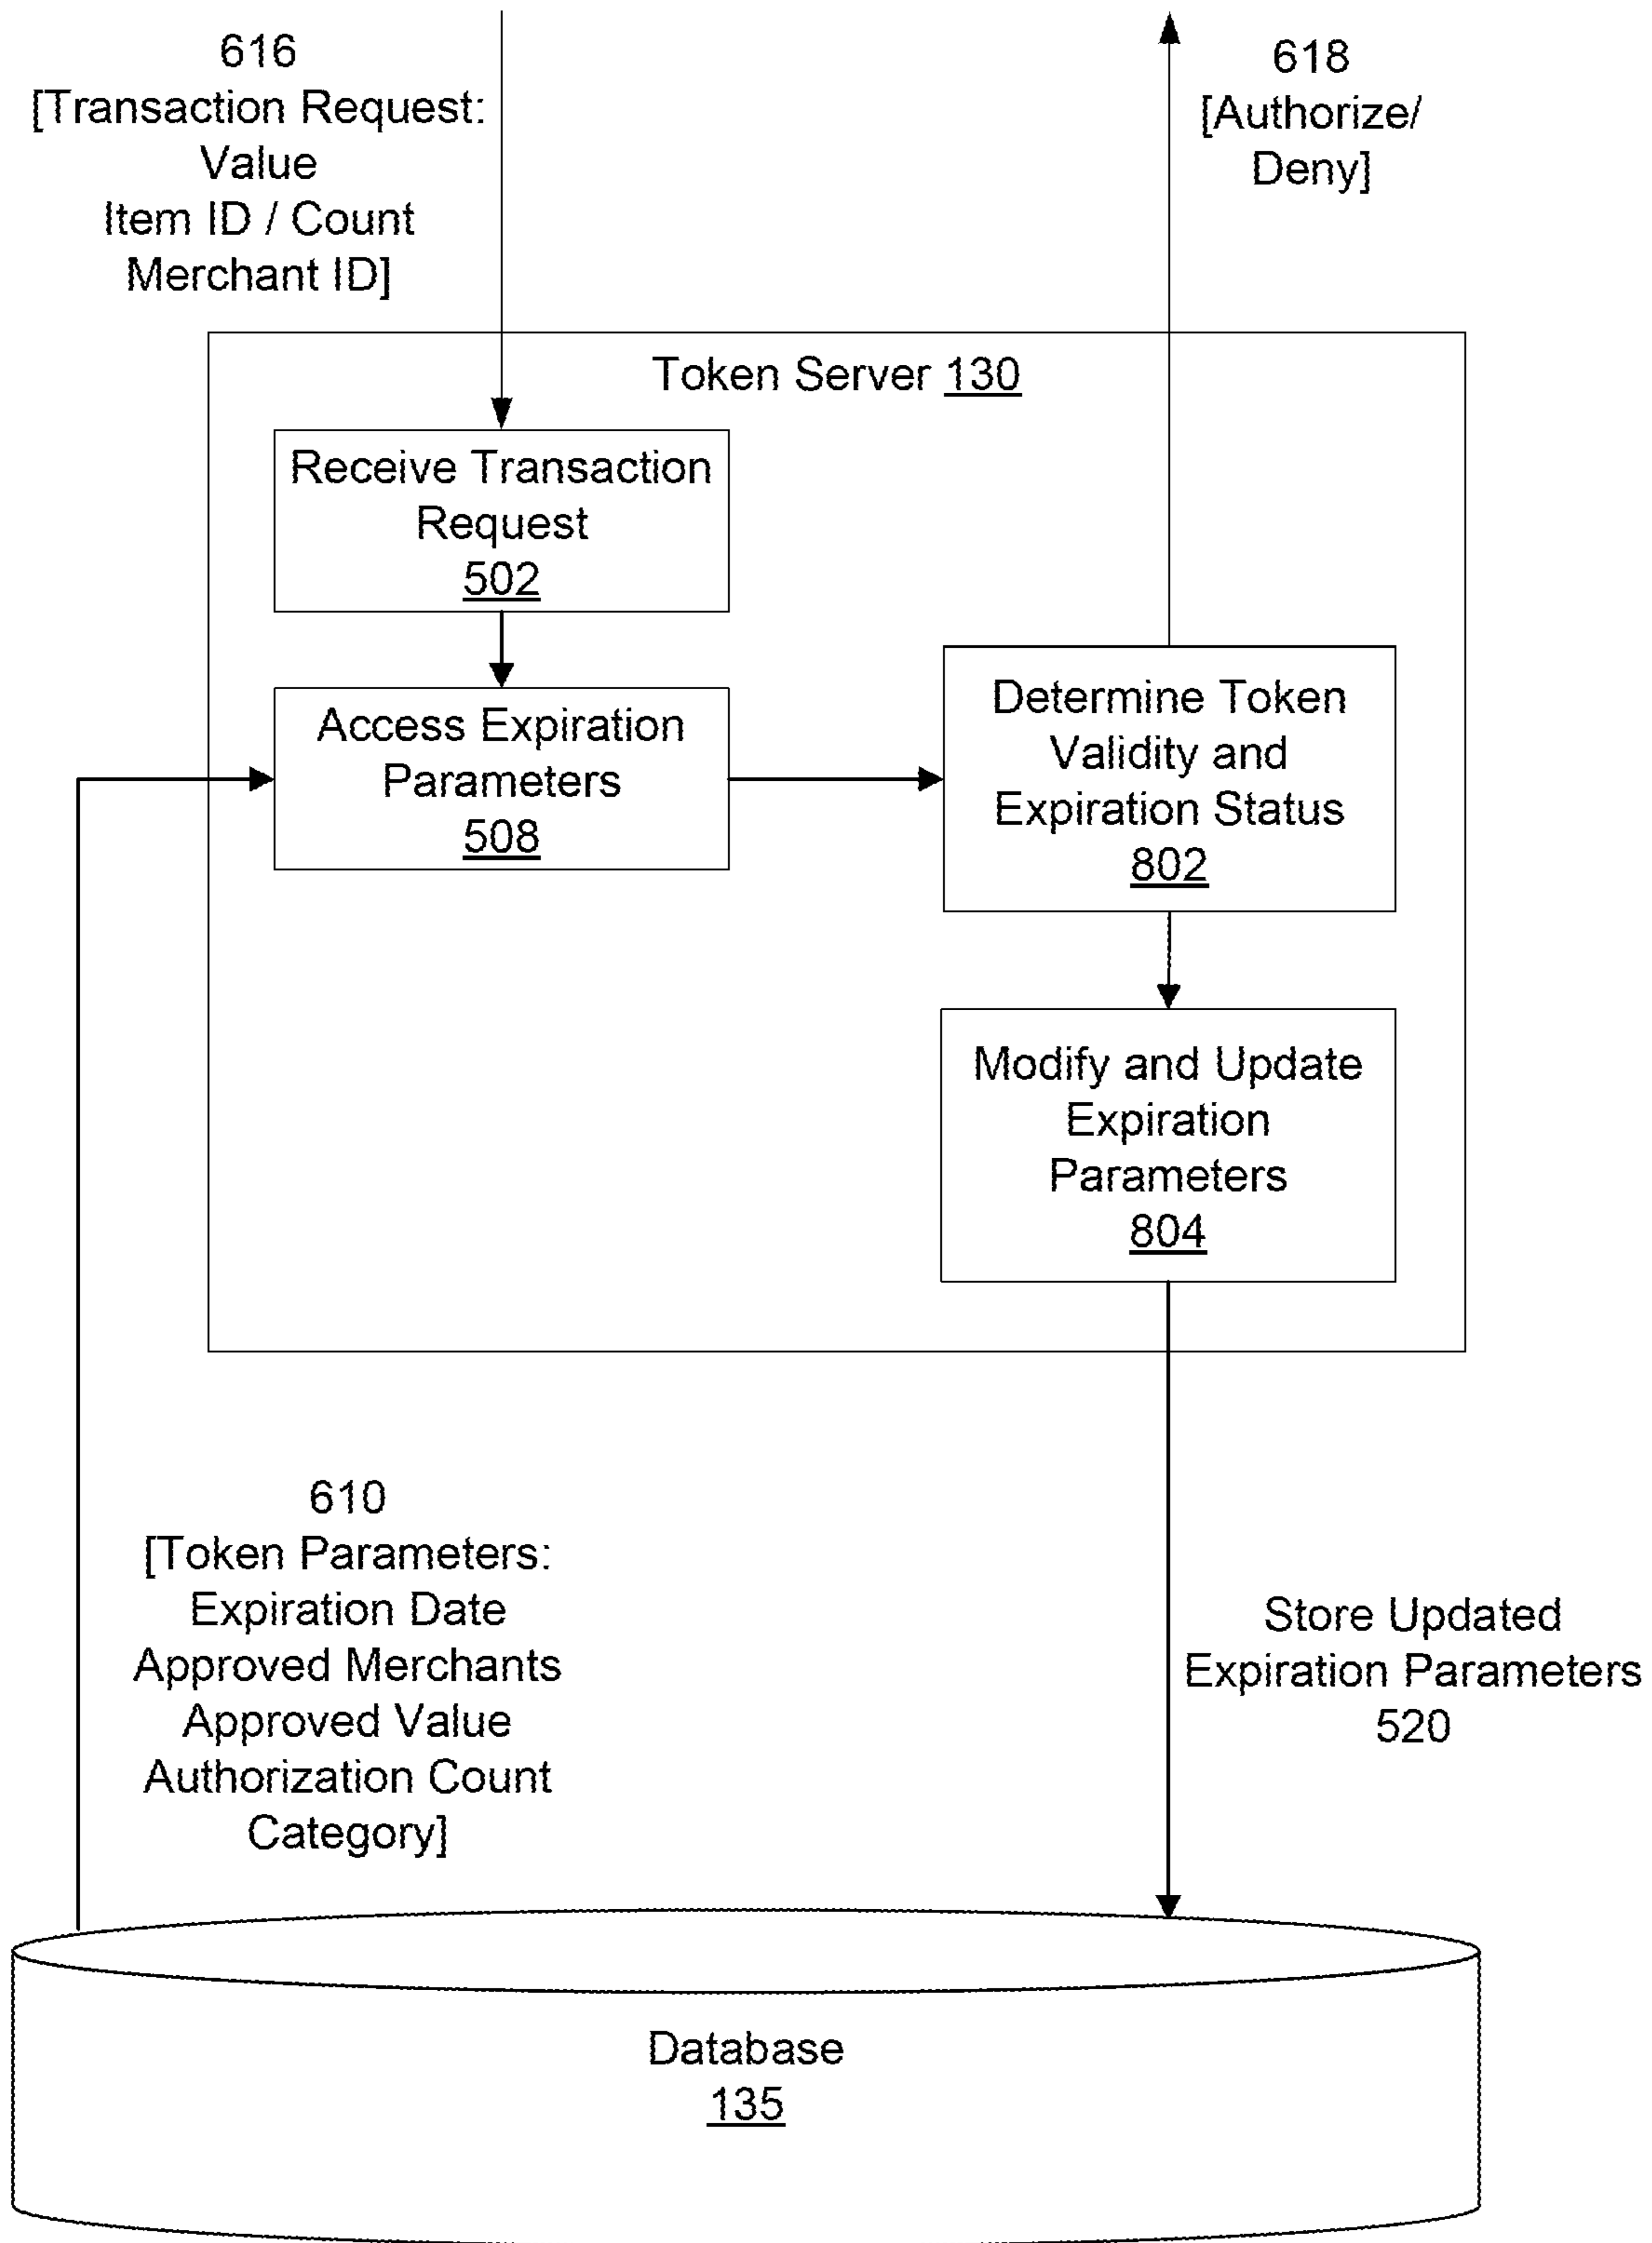 616
[Transaction Request:
Value
Item ID / Count
Merchant ID]
618
[Authorize/
Deny]
Token Server 130
Receive Transaction
Request
502
Access Expiration
Parameters
508
Determine Token
Validity and
Expiration Status
802
Modify and Update
Expiration
Parameters
804
610
[Token Parameters:
Expiration Date
Approved Merchants
Approved Value
Authorization Count
Category]
Store Updated
Expiration Parameters
520
Database
135